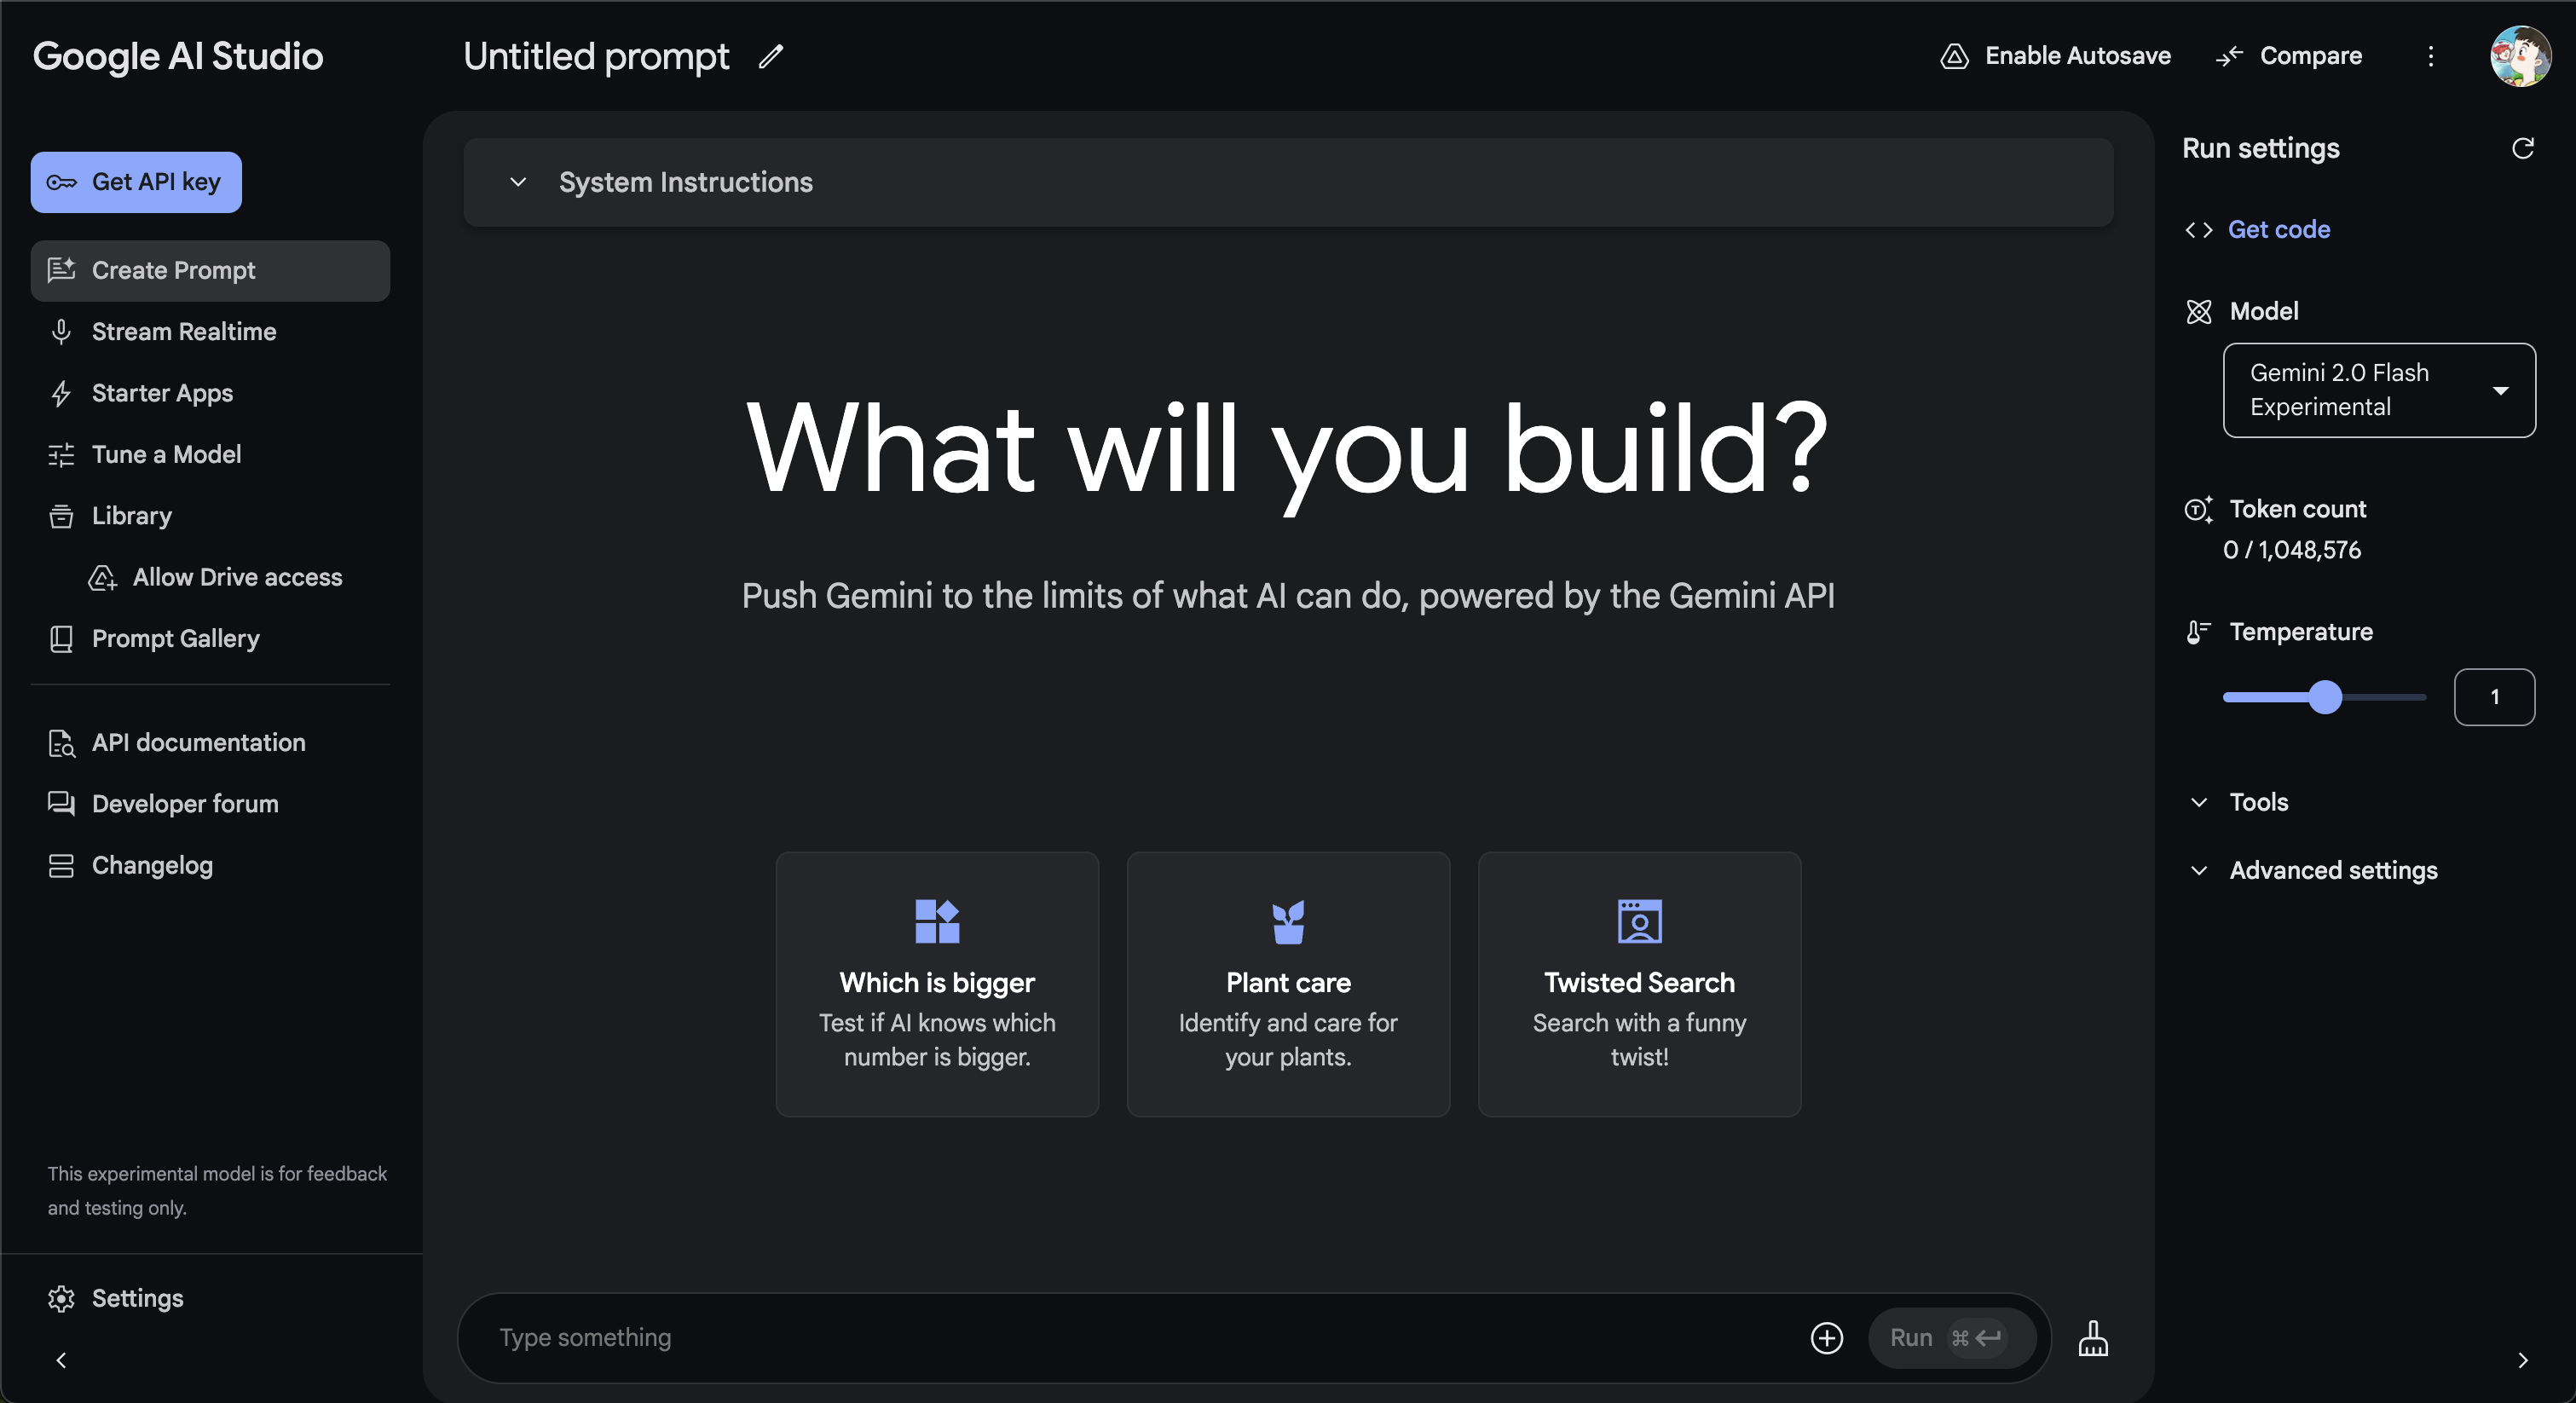 Google AI Studio
Untitled prompt
Enable Autosave
Compare
Get API key
Create Prompt
Stream Realtime
Starter Apps
Tune a Model
Library
Allow Drive access
Prompt Gallery
API documentation
Developer forum
Changelog
This experimental model is for feedback
and testing only.
Settings
System Instructions
What will you build?
Push Gemini to the limits of what AI can do, powered by the Gemini API
Which is bigger
Test if AI knows which
number is bigger.
Plant care
Identify and care for
your plants.
Twisted Search
Search with a funny
twist!
Type something
Run ⌘
Run settings
Get code
Model
Gemini 2.0 Flash
Experimental
Token count
0 / 1,048,576
Temperature
1
Tools
Advanced settings